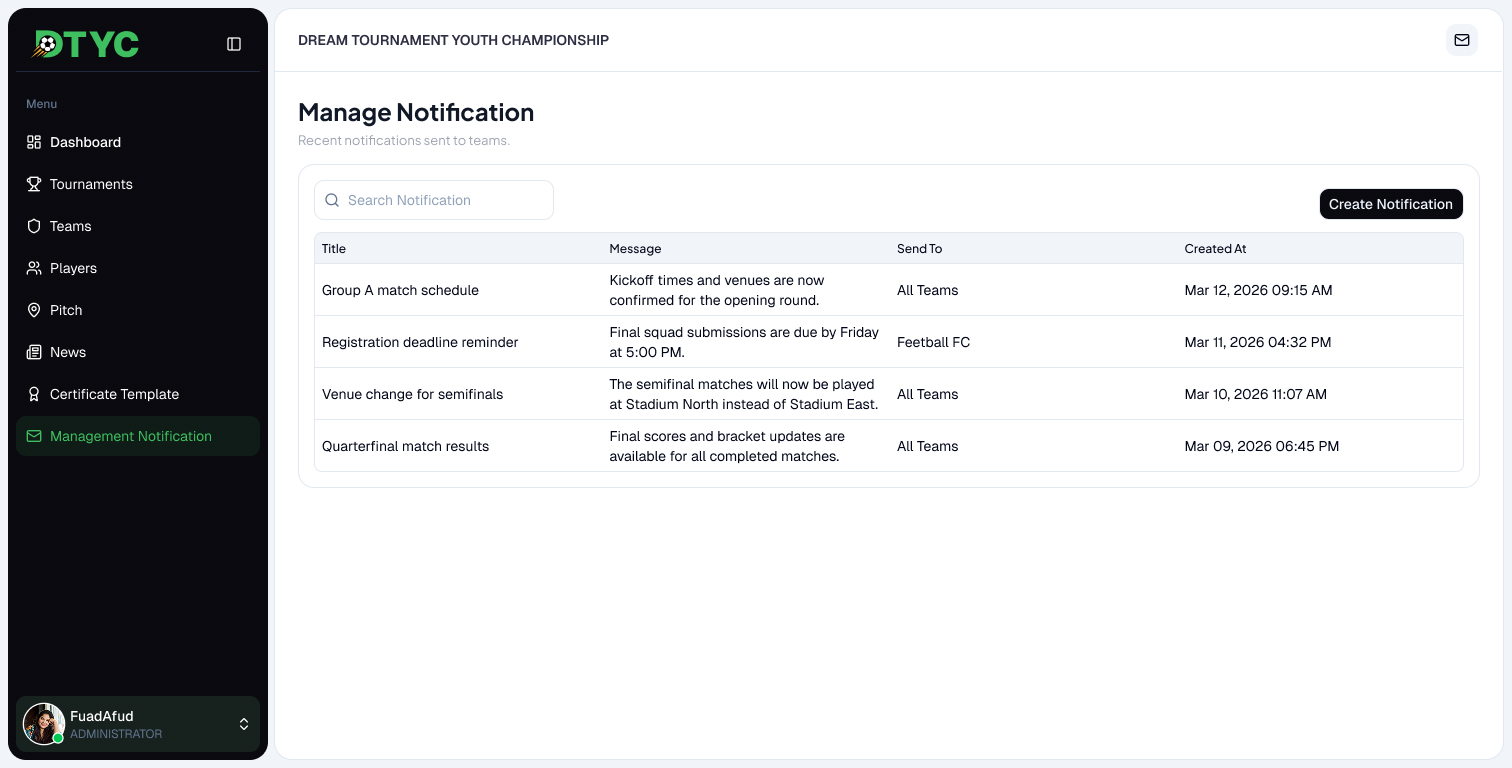 DTYC
DREAM TOURNAMENT YOUTH CHAMPIONSHIP
Menu
Dashboard
Tournaments
Teams
Players
Pitch
News
Certificate Template
Management Notification
FuadAfud
ADMINISTRATOR
Manage Notification
Recent notifications sent to teams.
Search Notification
Create Notification
Title Message Send To Created At
Group A match schedule
Kickoff times and venues are now
confirmed for the opening round.
All Teams
Mar 12, 2026 09:15 AM
Registration deadline reminder
Final squad submissions are due by Friday
at 5:00 PM.
Feetball FC
Mar 11, 2026 04:32 PM
Venue change for semifinals
The semifinal matches will now be played
at Stadium North instead of Stadium East.
All Teams
Mar 10, 2026 11:07 AM
Quarterfinal match results
Final scores and bracket updates are
available for all completed matches.
All Teams
Mar 09, 2026 06:45 PM